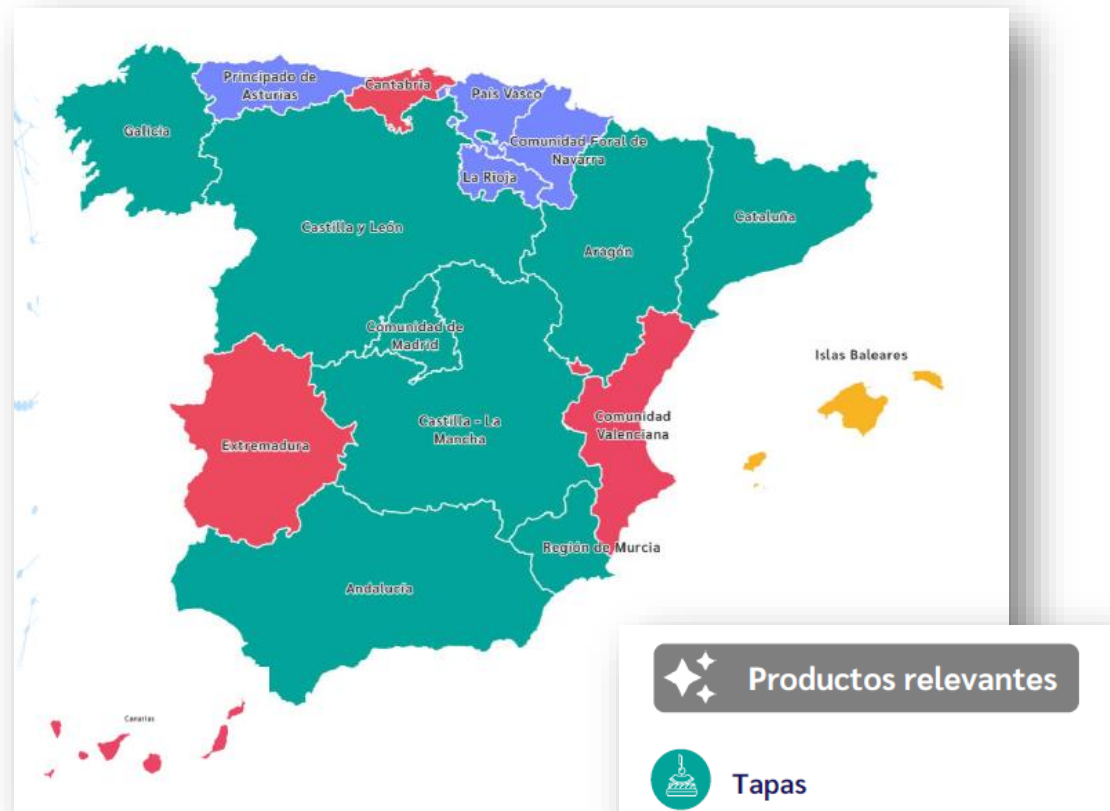 Principado de
Asturias
Cantabria
País Vasco
Galicia
Comunidad Foral de
Navarra
La Rioja
Castilla y León
Aragón
Cataluña
Comunidad de
Madrid
Islas Baleares
Castilla - La
Mancha
Comunidad
Valenciana
Extremadura
Región de Murcia
Andalucía
Canarias
Productos relevantes
Tapas